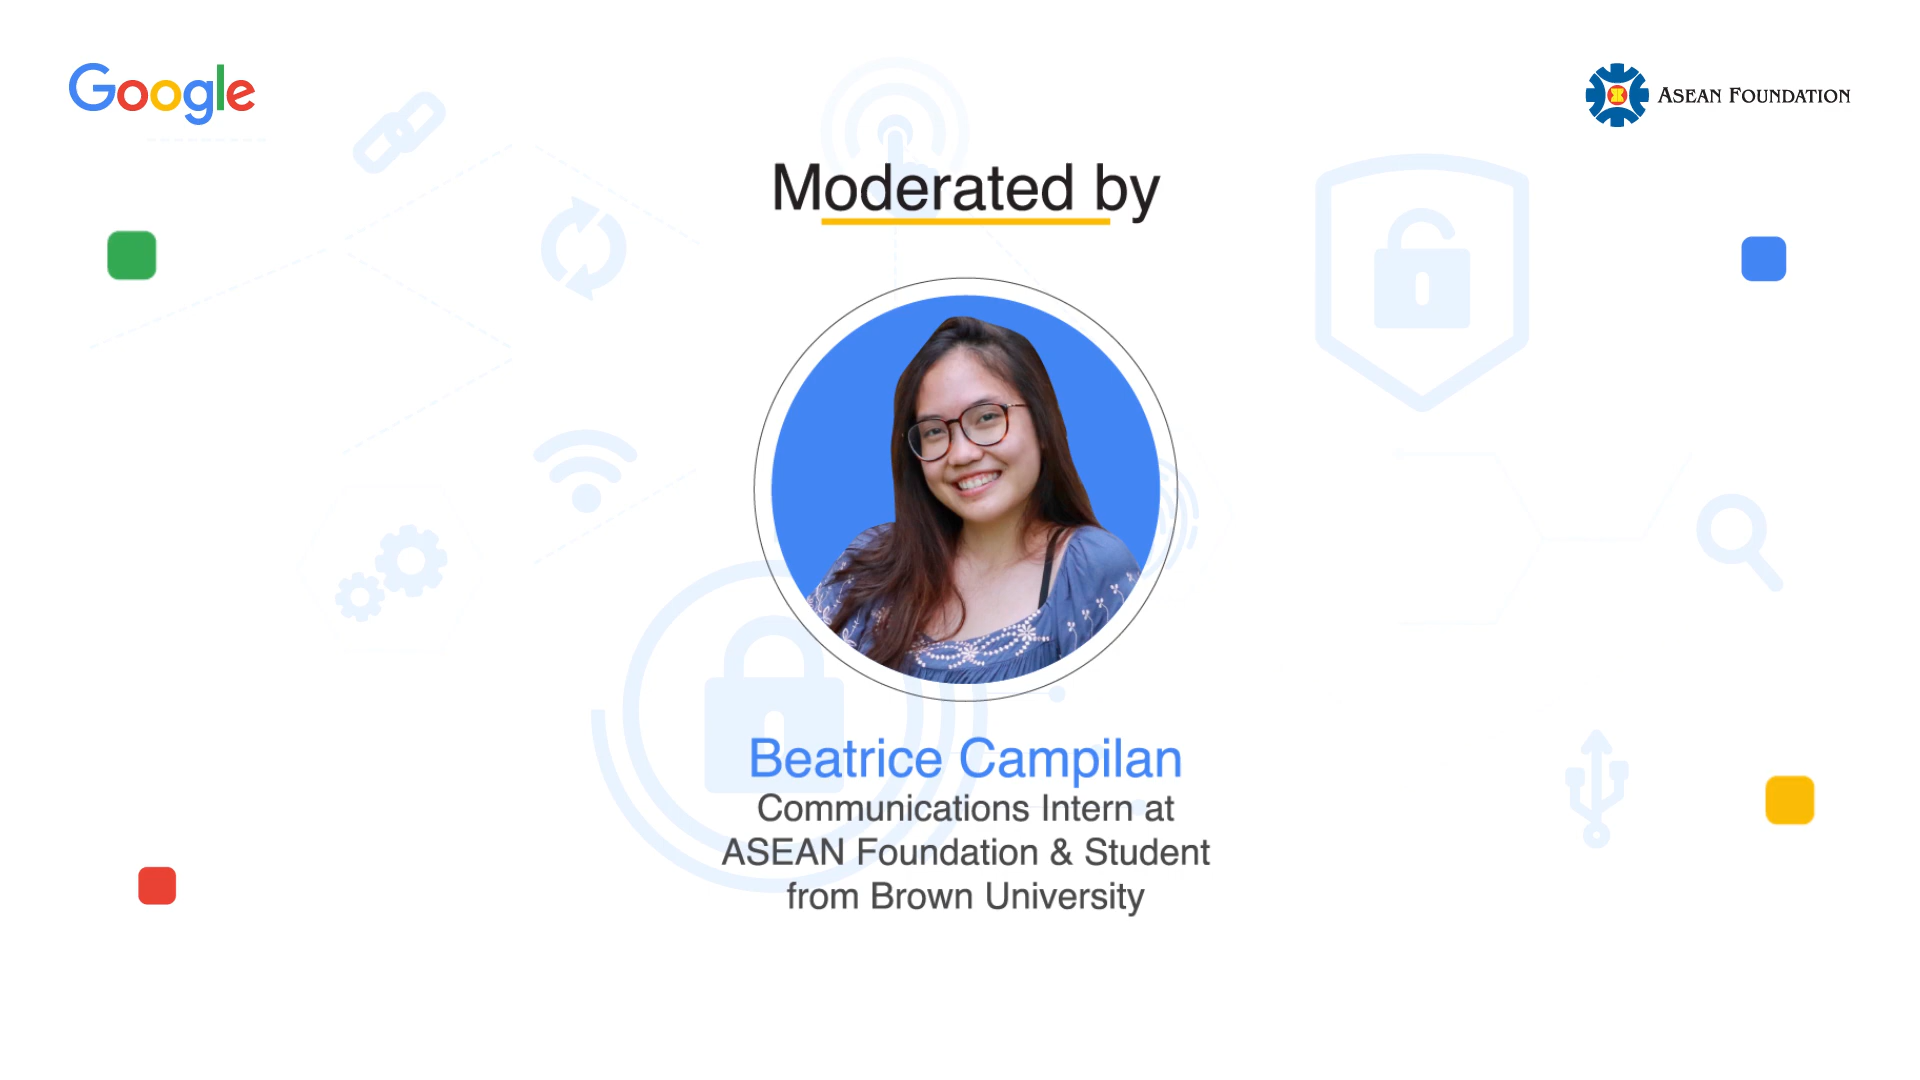 Google
ASEAN FOUNDATION
Moderated by
Beatrice Campilan
Communications Intern at
ASEAN Foundation & Student
from Brown University